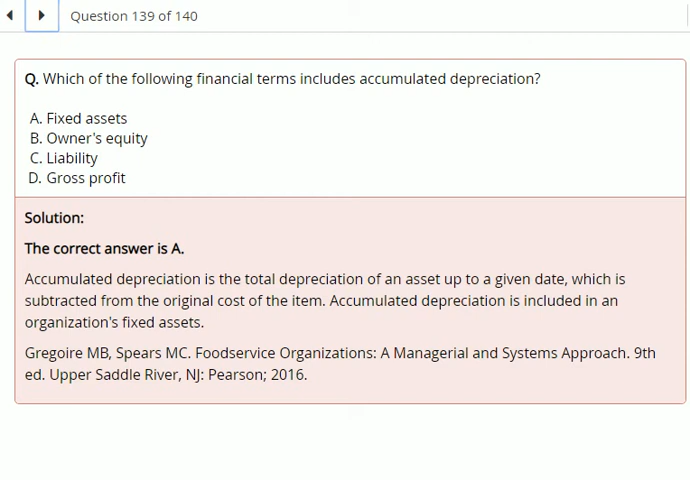 Question 139 of 140
Q. Which of the following financial terms includes accumulated depreciation?
A. Fixed assets
B. Owner's equity
C. Liability
D. Gross profit
Solution:
The correct answer is A.
Accumulated depreciation is the total depreciation of an asset up to a given date, which is
subtracted from the original cost of the item. Accumulated depreciation is included in an
organization's fixed assets.
Gregoire MB, Spears MC. Foodservice Organizations: A Managerial and Systems Approach. 9th
ed. Upper Saddle River, NJ: Pearson; 2016.